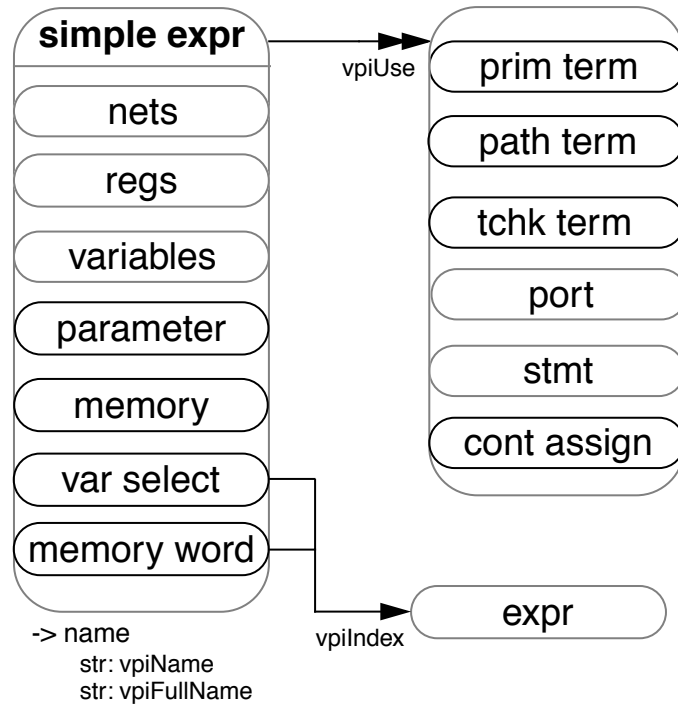 simple expr
nets
regs
variables
parameter
memory
var select
memory word
-> name
str: vpiName
str: vpiFullName
vpiUse
prim term
path term
tchk term
port
stmt
cont assign
vpiIndex
expr